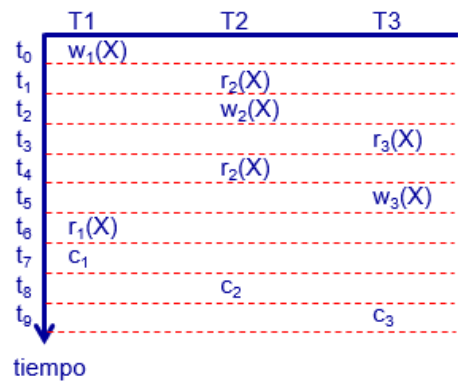 T1 T2 T3
t₀ w₁(X)
t₁ r₂(X)
t₂ w₂(X)
t₃ r₃(X)
t₄ r₂(X)
t₅ w₃(X)
t₆ r₁(X)
t₇ c₁
t₈ c₂
t₉ c₃
tiempo